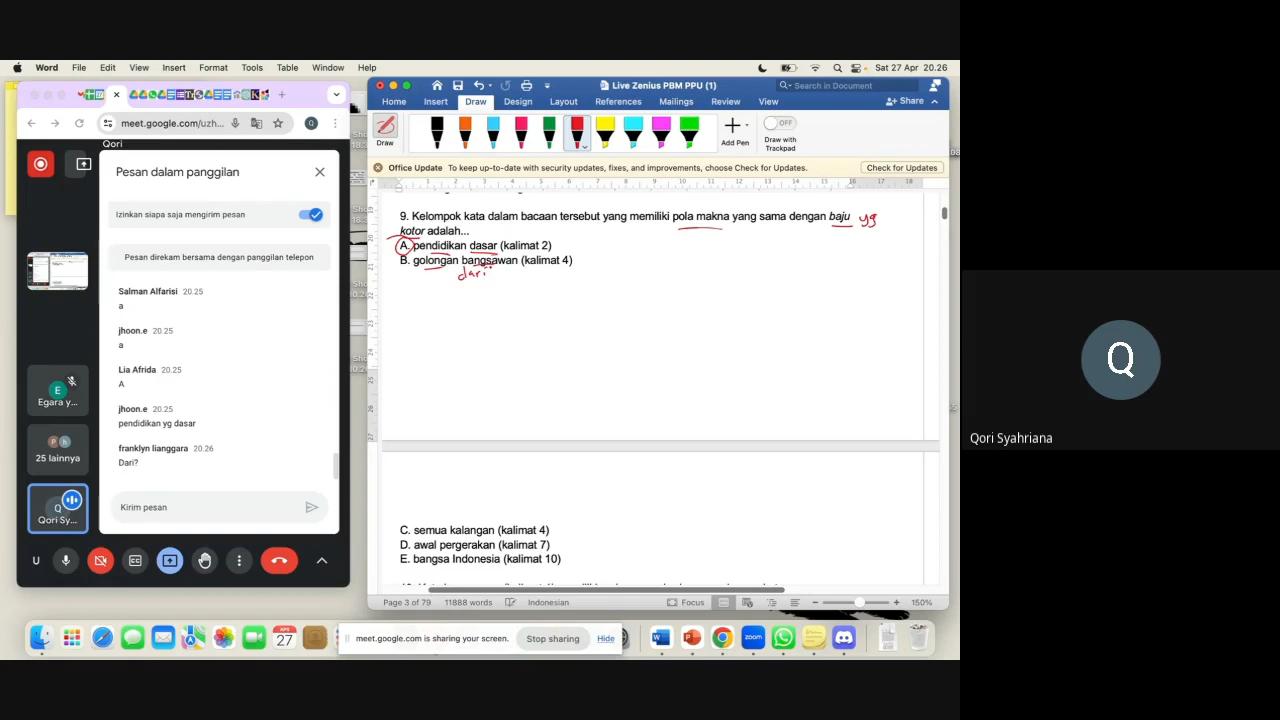 Word File Edit View Insert Format Tools Table Window Help Sat 27 Apr 20.26
meet.google.com/uzh...
Live Zenius PBM PPU (1)
Search in Document
Home Insert Draw Design Layout References Mailings Review View Share
Qori
Draw
Add Pen
OFF
Draw with
Trackpad
Office Update To keep up-to-date with security updates, fixes, and improvements, choose Check for Updates. Check for Updates
Pesan dalam panggilan
Izinkan siapa saja mengirim pesan
Pesan direkam bersama dengan panggilan telepon
Salman Alfarisi 20.25
a
jhoon.e 20.25
a
Lia Afrida 20.25
A
jhoon.e 20.25
pendidikan yg dasar
franklyn lianggara 20.26
Dari?
Kirim pesan
E
Egara y...
P h
25 lainnya
Q
Qori Sy...
9. Kelompok kata dalam bacaan tersebut yang memiliki pola makna yang sama dengan baju yg
kotor adalah...
A. pendidikan dasar (kalimat 2)
B. golongan bangsawan (kalimat 4)
dari
C. semua kalangan (kalimat 4)
D. awal pergerakan (kalimat 7)
E. bangsa Indonesia (kalimat 10)
Page 3 of 79 11888 words Indonesian Focus 150%
meet.google.com is sharing your screen. Stop sharing Hide
APR
27
zoom
Q
Qori Syahriana